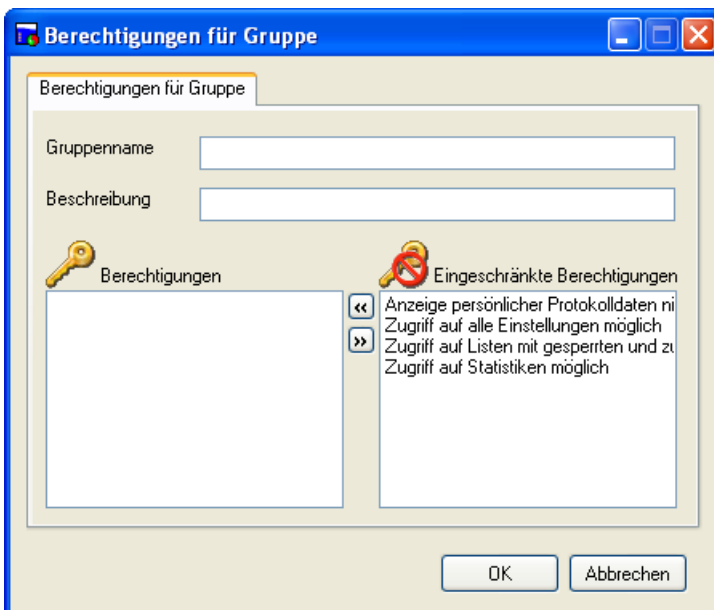 Berechtigungen für Gruppe
Berechtigungen für Gruppe
Gruppenname
Beschreibung
Berechtigungen
Eingeschränkte Berechtigungen
<<
>>
Anzeige persönlicher Protokolldaten ni
Zugriff auf alle Einstellungen möglich
Zugriff auf Listen mit gesperrten und zu
Zugriff auf Statistiken möglich
OK
Abbrechen